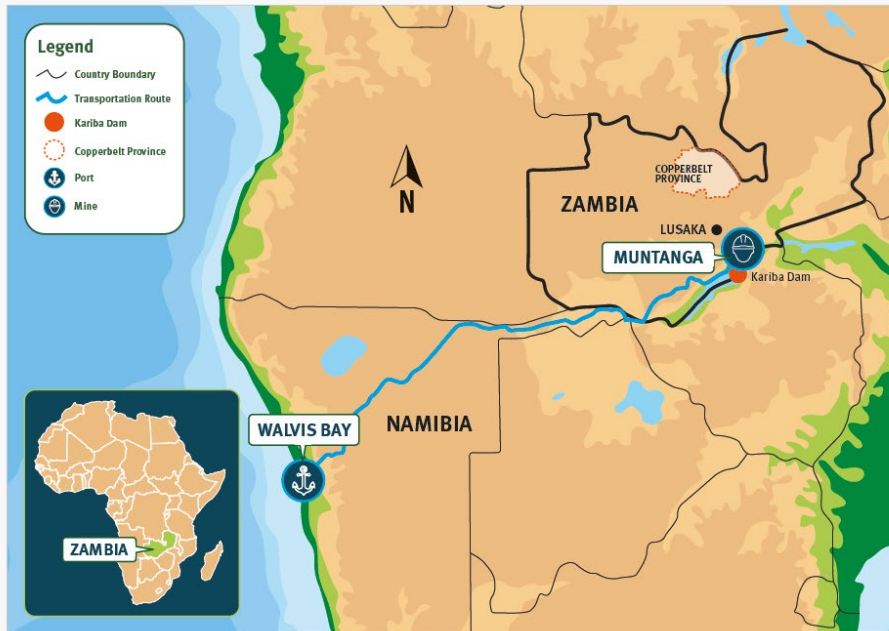 Legend
Country Boundary
Transportation Route
Kariba Dam
Copperbelt Province
Port
Mine
N
COPPERBELT
PROVINCE
ZAMBIA
LUSAKA
MUNTANGA
Kariba Dam
NAMIBIA
WALVIS BAY
ZAMBIA